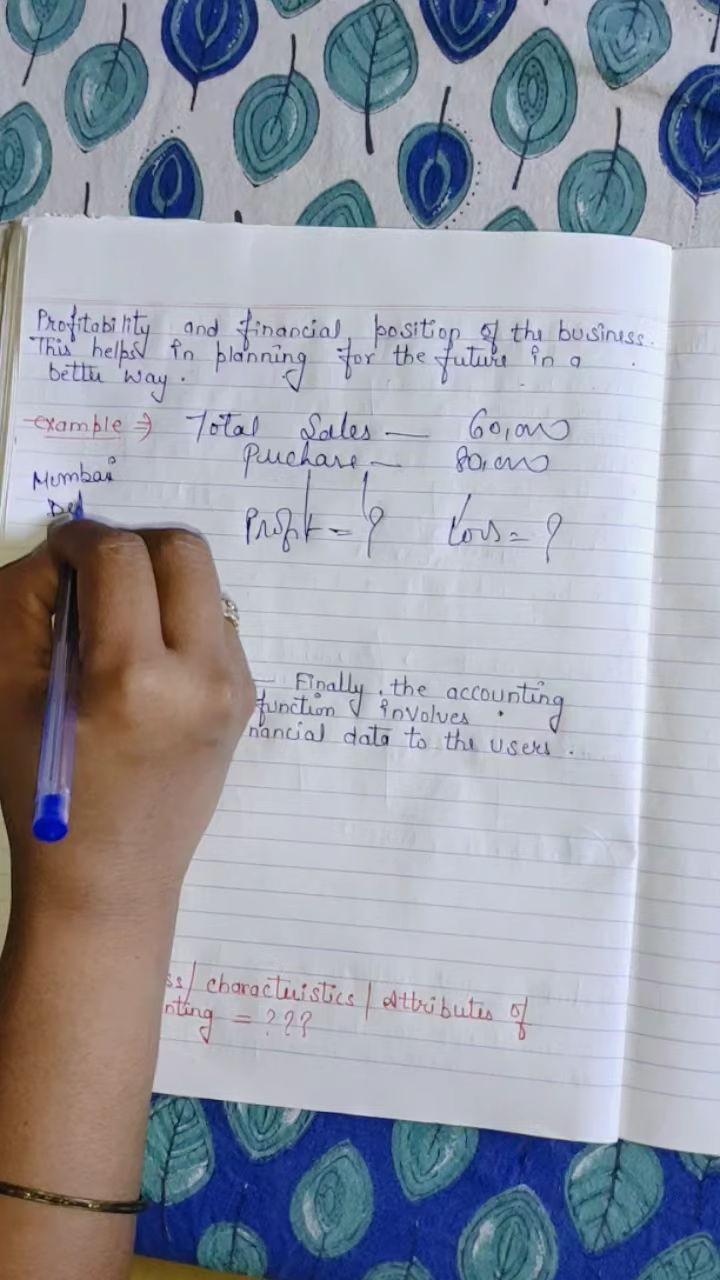 Profitability and financial position of the business.
This helps in planning for the future in a
better way.
example ⇒ Total Sales — 60,000
Purchase — 80,000
Mumbai
De
Profit = ? Loss = ?
— Finally, the accounting
function involves
nancial data to the users.
ss/ characteristics / Attributes of
nting = ???